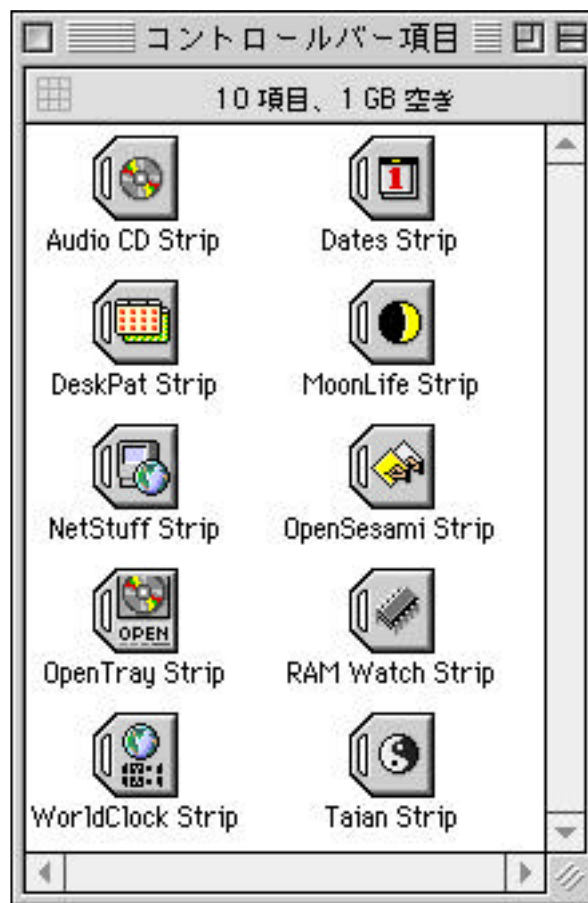 コントロールバー項目
10 項目、1 GB 空き
Audio CD Strip
1
Dates Strip
DeskPat Strip
MoonLife Strip
NetStuff Strip
OpenSesami Strip
OPEN
OpenTray Strip
RAM Watch Strip
WorldClock Strip
Taian Strip